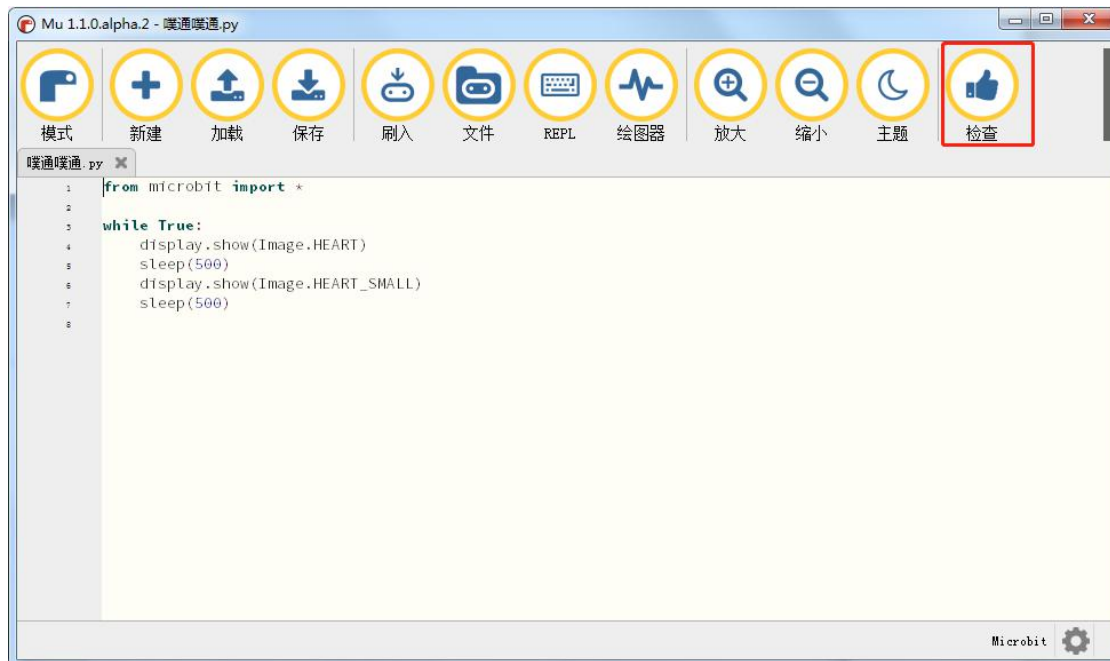 Mu 1.1.0.alpha.2 - 噗通噗通.py
模式 新建 加载 保存 刷入 文件 REPL 绘图器 放大 缩小 主题 检查
噗通噗通.py
1 from microbit import *
2
3 while True:
4     display.show(Image.HEART)
5     sleep(500)
6     display.show(Image.HEART_SMALL)
7     sleep(500)
8
Microbit